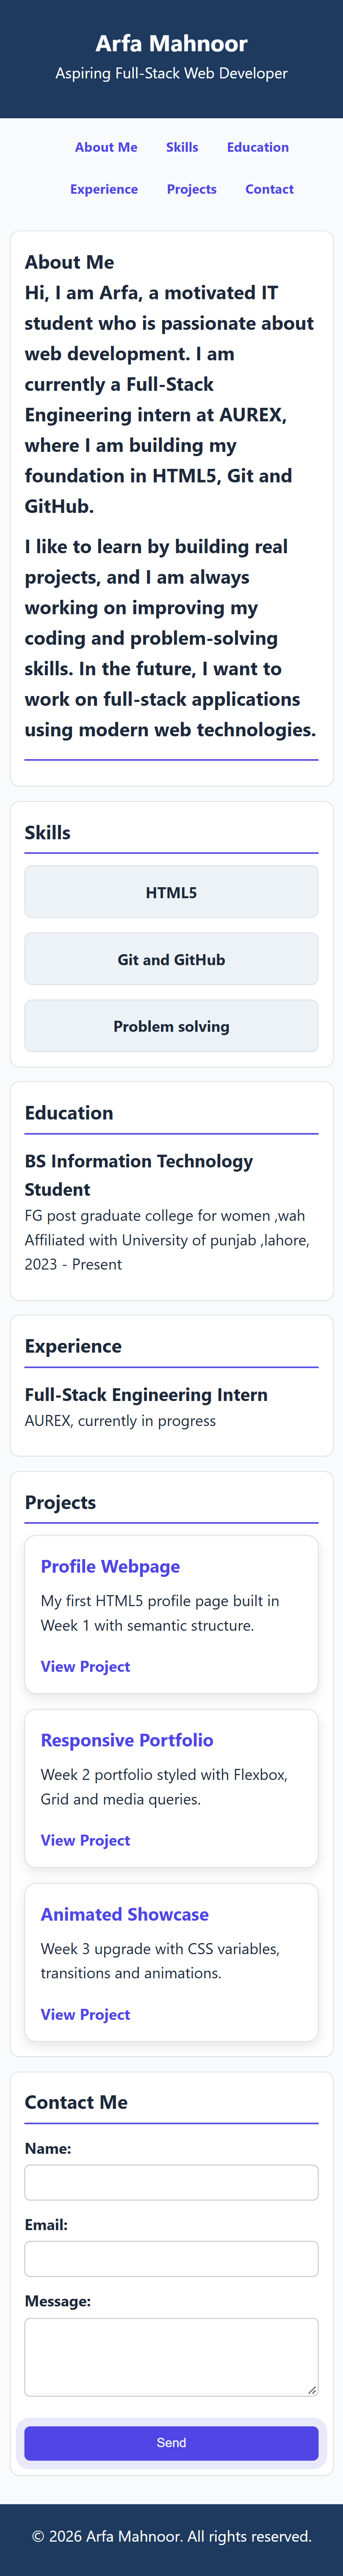 Arfa Mahnoor
Aspiring Full-Stack Web Developer
About Me Skills Education
Experience Projects Contact
About Me
Hi, I am Arfa, a motivated IT
student who is passionate about
web development. I am
currently a Full-Stack
Engineering intern at AUREX,
where I am building my
foundation in HTML5, Git and
GitHub.
I like to learn by building real
projects, and I am always
working on improving my
coding and problem-solving
skills. In the future, I want to
work on full-stack applications
using modern web technologies.
Skills
HTML5
Git and GitHub
Problem solving
Education
BS Information Technology
Student
FG post graduate college for women ,wah
Affiliated with University of punjab ,lahore,
2023 - Present
Experience
Full-Stack Engineering Intern
AUREX, currently in progress
Projects
Profile Webpage
My first HTML5 profile page built in
Week 1 with semantic structure.
View Project
Responsive Portfolio
Week 2 portfolio styled with Flexbox,
Grid and media queries.
View Project
Animated Showcase
Week 3 upgrade with CSS variables,
transitions and animations.
View Project
Contact Me
Name:
Email:
Message:
Send
© 2026 Arfa Mahnoor. All rights reserved.